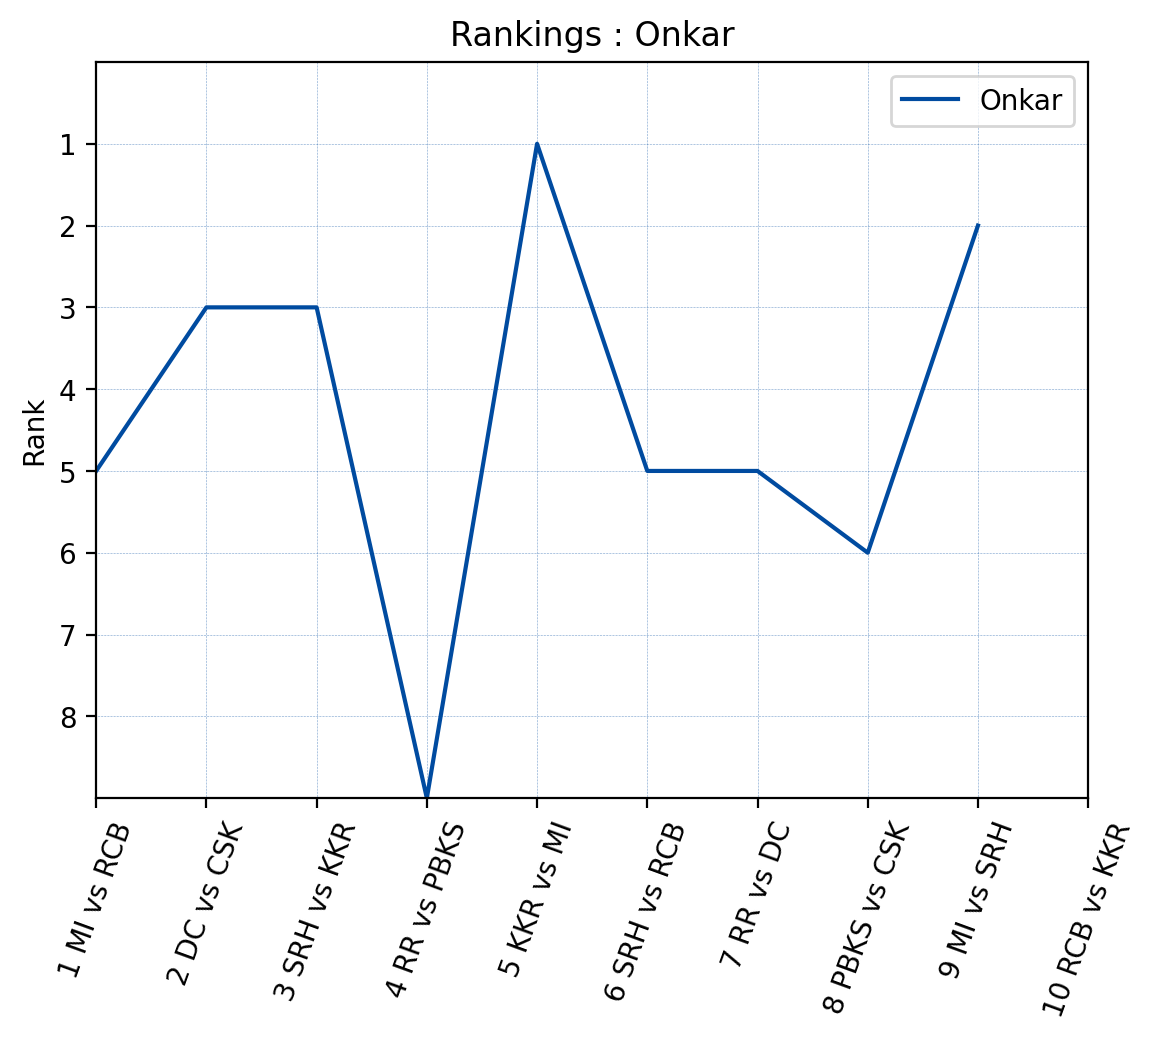 Rankings : Onkar
Onkar
Rank
1
2
3
4
5
6
7
8
1 MI vs RCB
2 DC vs CSK
3 SRH vs KKR
4 RR vs PBKS
5 KKR vs MI
6 SRH vs RCB
7 RR vs DC
8 PBKS vs CSK
9 MI vs SRH
10 RCB vs KKR